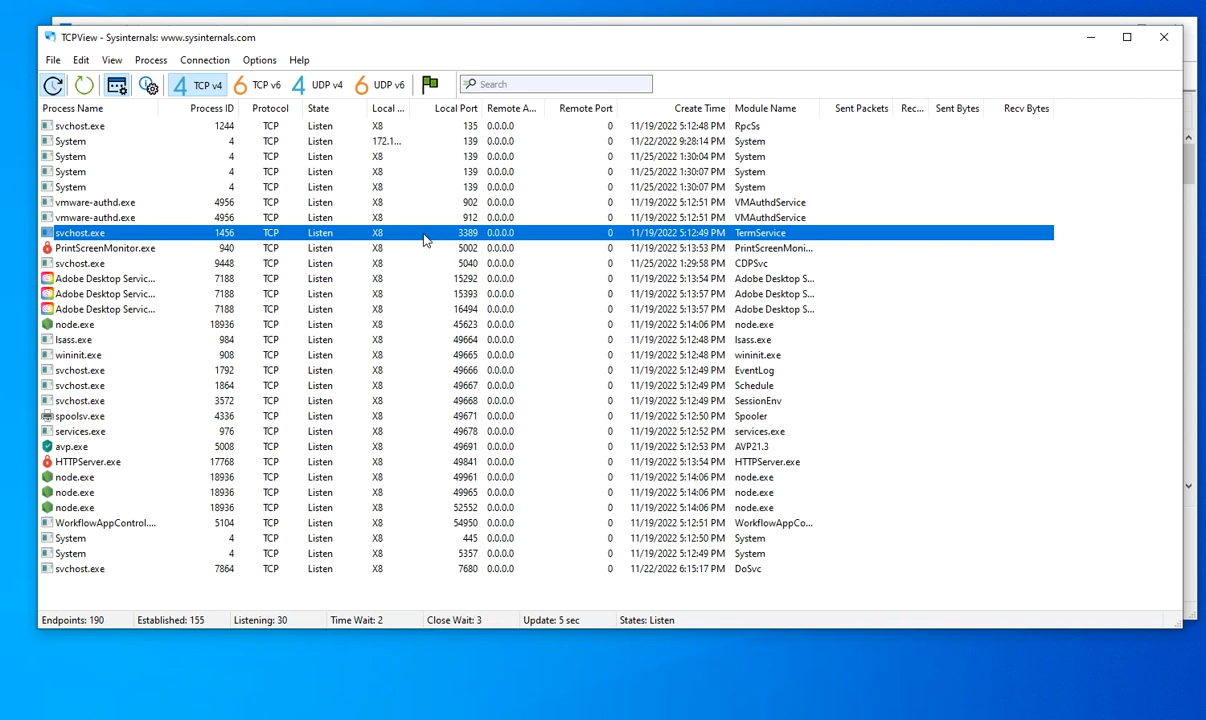 TCPView - Sysinternals: www.sysinternals.com
File Edit View Process Connection Options Help
4 TCP v4 6 TCP v6 4 UDP v4 6 UDP v6 Search
Process Name Process ID Protocol State Local ... Local Port Remote A... Remote Port Create Time Module Name Sent Packets Rec... Sent Bytes Recv Bytes
svchost.exe 1244 TCP Listen X8 135 0.0.0.0 0 11/19/2022 5:12:48 PM RpcSs
System 4 TCP Listen 172.1... 139 0.0.0.0 0 11/22/2022 9:28:14 PM System
System 4 TCP Listen X8 139 0.0.0.0 0 11/25/2022 1:30:04 PM System
System 4 TCP Listen X8 139 0.0.0.0 0 11/25/2022 1:30:07 PM System
System 4 TCP Listen X8 139 0.0.0.0 0 11/25/2022 1:30:07 PM System
vmware-authd.exe 4956 TCP Listen X8 902 0.0.0.0 0 11/19/2022 5:12:51 PM VMAuthdService
vmware-authd.exe 4956 TCP Listen X8 912 0.0.0.0 0 11/19/2022 5:12:51 PM VMAuthdService
svchost.exe 1456 TCP Listen X8 3389 0.0.0.0 0 11/19/2022 5:12:49 PM TermService
PrintScreenMonitor.exe 940 TCP Listen X8 5002 0.0.0.0 0 11/19/2022 5:13:53 PM PrintScreenMoni...
svchost.exe 9448 TCP Listen X8 5040 0.0.0.0 0 11/25/2022 1:29:58 PM CDPSvc
Adobe Desktop Servic... 7188 TCP Listen X8 15292 0.0.0.0 0 11/19/2022 5:13:54 PM Adobe Desktop S...
Adobe Desktop Servic... 7188 TCP Listen X8 15393 0.0.0.0 0 11/19/2022 5:13:57 PM Adobe Desktop S...
Adobe Desktop Servic... 7188 TCP Listen X8 16494 0.0.0.0 0 11/19/2022 5:13:57 PM Adobe Desktop S...
node.exe 18936 TCP Listen X8 45623 0.0.0.0 0 11/19/2022 5:14:06 PM node.exe
lsass.exe 984 TCP Listen X8 49664 0.0.0.0 0 11/19/2022 5:12:48 PM lsass.exe
wininit.exe 908 TCP Listen X8 49665 0.0.0.0 0 11/19/2022 5:12:48 PM wininit.exe
svchost.exe 1792 TCP Listen X8 49666 0.0.0.0 0 11/19/2022 5:12:49 PM EventLog
svchost.exe 1864 TCP Listen X8 49667 0.0.0.0 0 11/19/2022 5:12:49 PM Schedule
svchost.exe 3572 TCP Listen X8 49668 0.0.0.0 0 11/19/2022 5:12:49 PM SessionEnv
spoolsv.exe 4336 TCP Listen X8 49671 0.0.0.0 0 11/19/2022 5:12:50 PM Spooler
services.exe 976 TCP Listen X8 49678 0.0.0.0 0 11/19/2022 5:12:52 PM services.exe
avp.exe 5008 TCP Listen X8 49691 0.0.0.0 0 11/19/2022 5:12:53 PM AVP21.3
HTTPServer.exe 17768 TCP Listen X8 49841 0.0.0.0 0 11/19/2022 5:13:54 PM HTTPServer.exe
node.exe 18936 TCP Listen X8 49961 0.0.0.0 0 11/19/2022 5:14:06 PM node.exe
node.exe 18936 TCP Listen X8 49965 0.0.0.0 0 11/19/2022 5:14:06 PM node.exe
node.exe 18936 TCP Listen X8 52552 0.0.0.0 0 11/19/2022 5:14:06 PM node.exe
WorkflowAppControl.... 5104 TCP Listen X8 54950 0.0.0.0 0 11/19/2022 5:12:51 PM WorkflowAppCo...
System 4 TCP Listen X8 445 0.0.0.0 0 11/19/2022 5:12:50 PM System
System 4 TCP Listen X8 5357 0.0.0.0 0 11/19/2022 5:12:49 PM System
svchost.exe 7864 TCP Listen X8 7680 0.0.0.0 0 11/22/2022 6:15:17 PM DoSvc
Endpoints: 190 Established: 155 Listening: 30 Time Wait: 2 Close Wait: 3 Update: 5 sec States: Listen